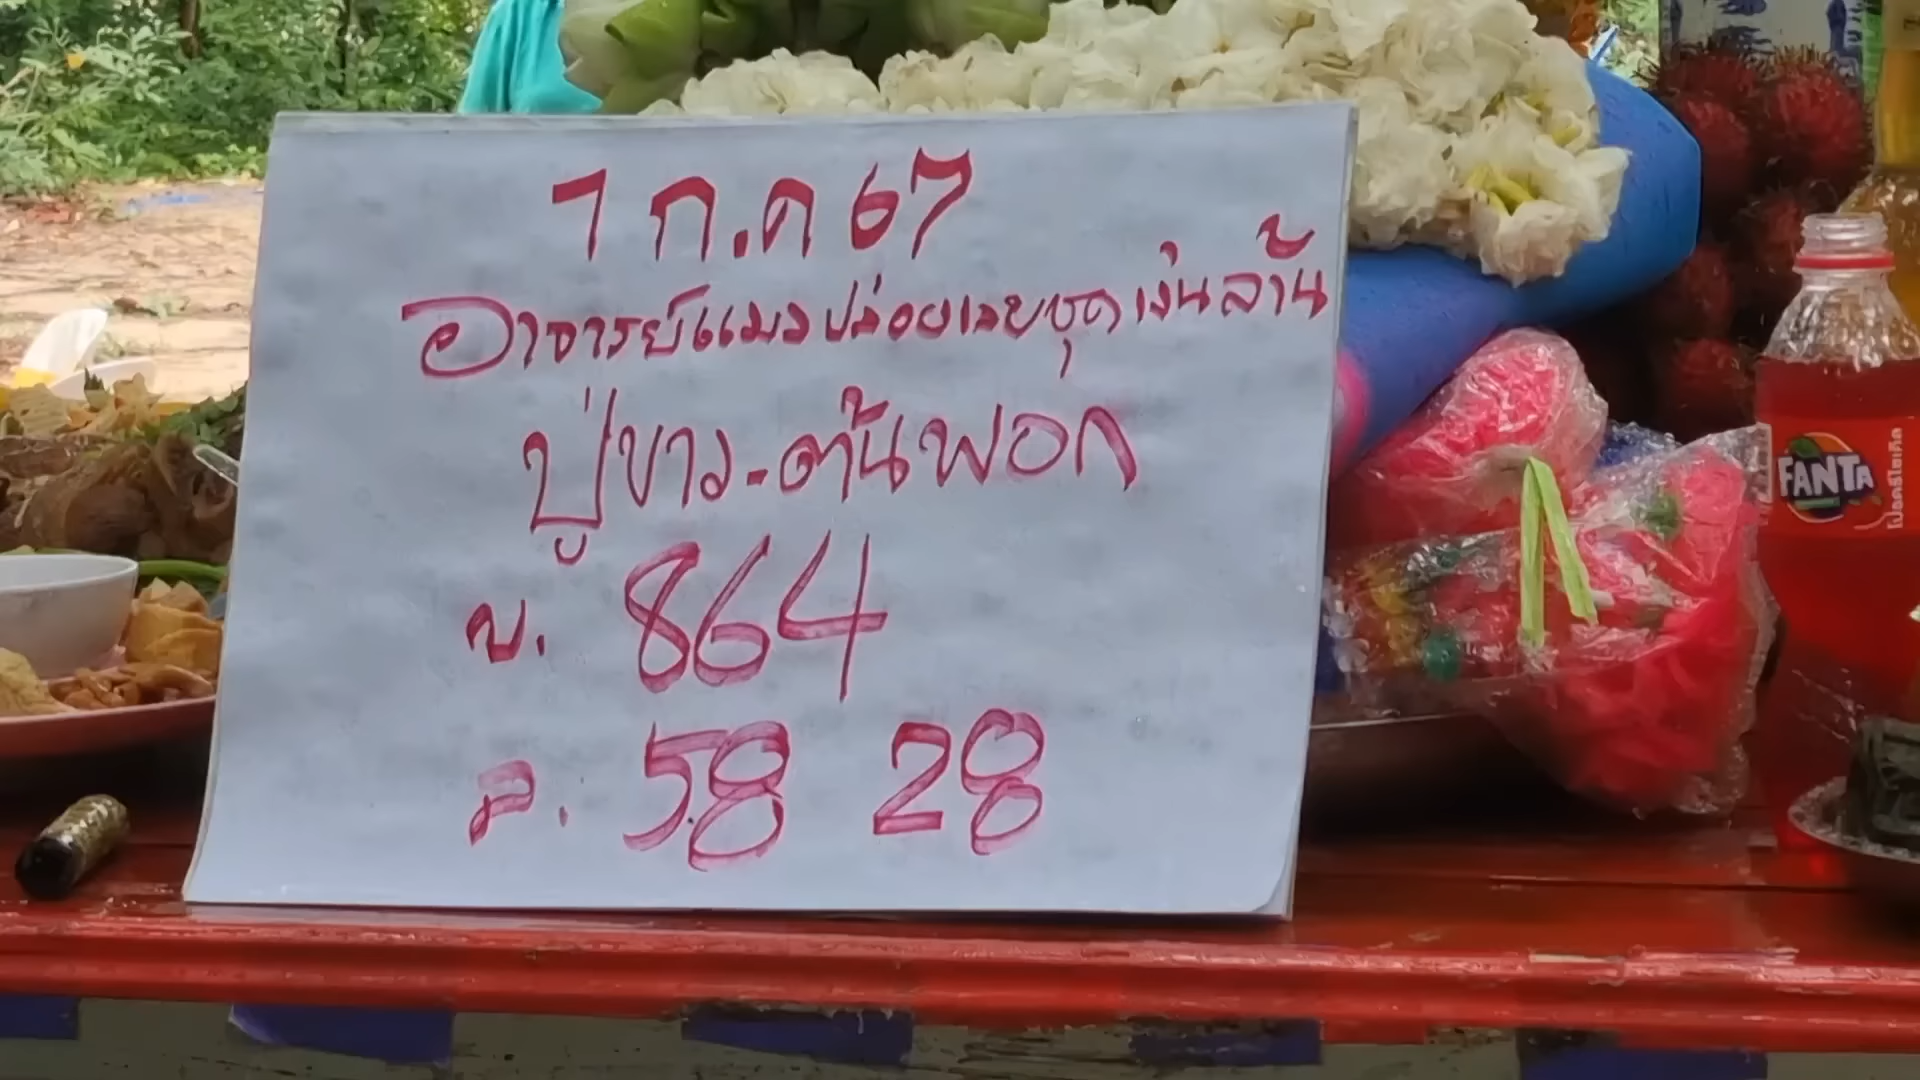 1 ก.ค 67
อาจารย์แมวปล่อยเลขชุดเงินล้าน
ปู่ขาว-ต้นพอก
บ. 864
ล. 58 28
FANTA